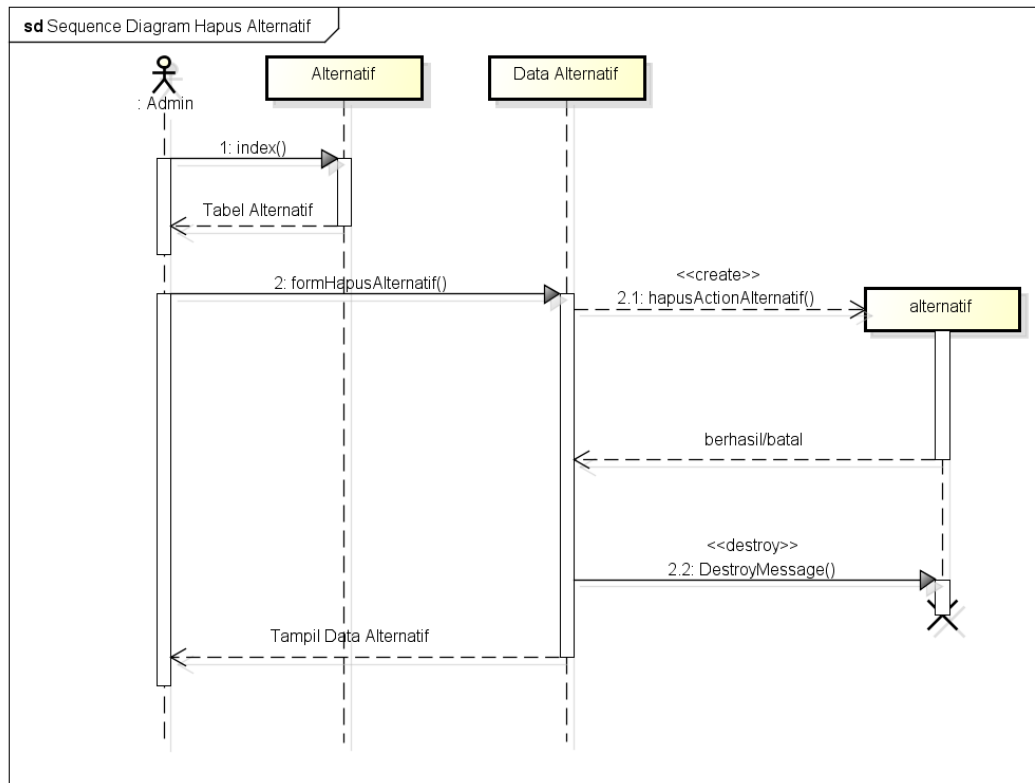 sd Sequence Diagram Hapus Alternatif
: Admin
Alternatif
Data Alternatif
1: index()
Tabel Alternatif
2: formHapusAlternatif()
<<create>>
2.1: hapusActionAlternatif()
alternatif
berhasil/batal
<<destroy>>
2.2: DestroyMessage()
Tampil Data Alternatif